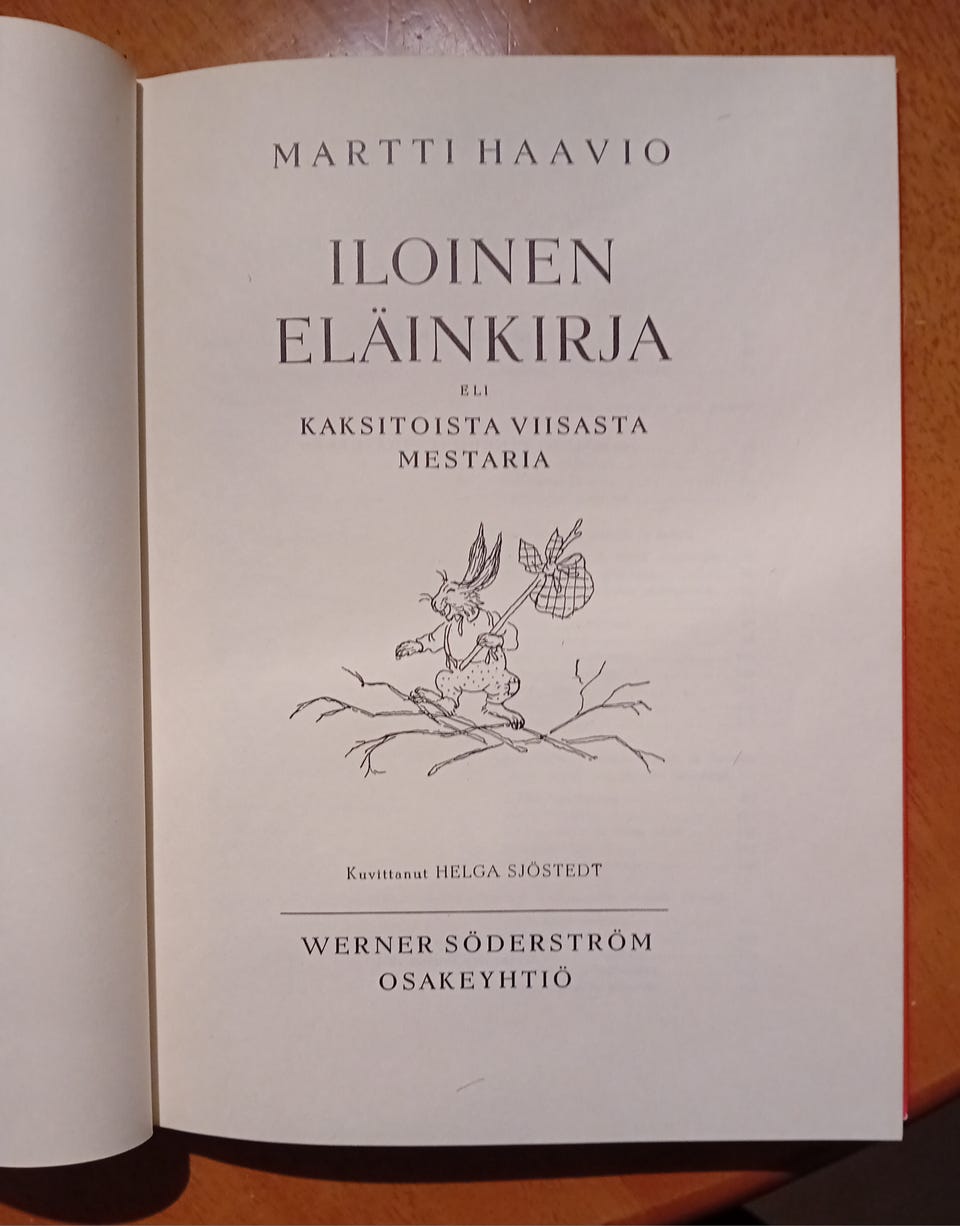 MARTTI HAAVIO
ILOINEN
ELÄINKIRJA
ELI
KAKSITOISTA VIISASTA
MESTARIA
Kuvittanut HELGA SJÖSTEDT
WERNER SÖDERSTRÖM
OSAKEYHTIÖ